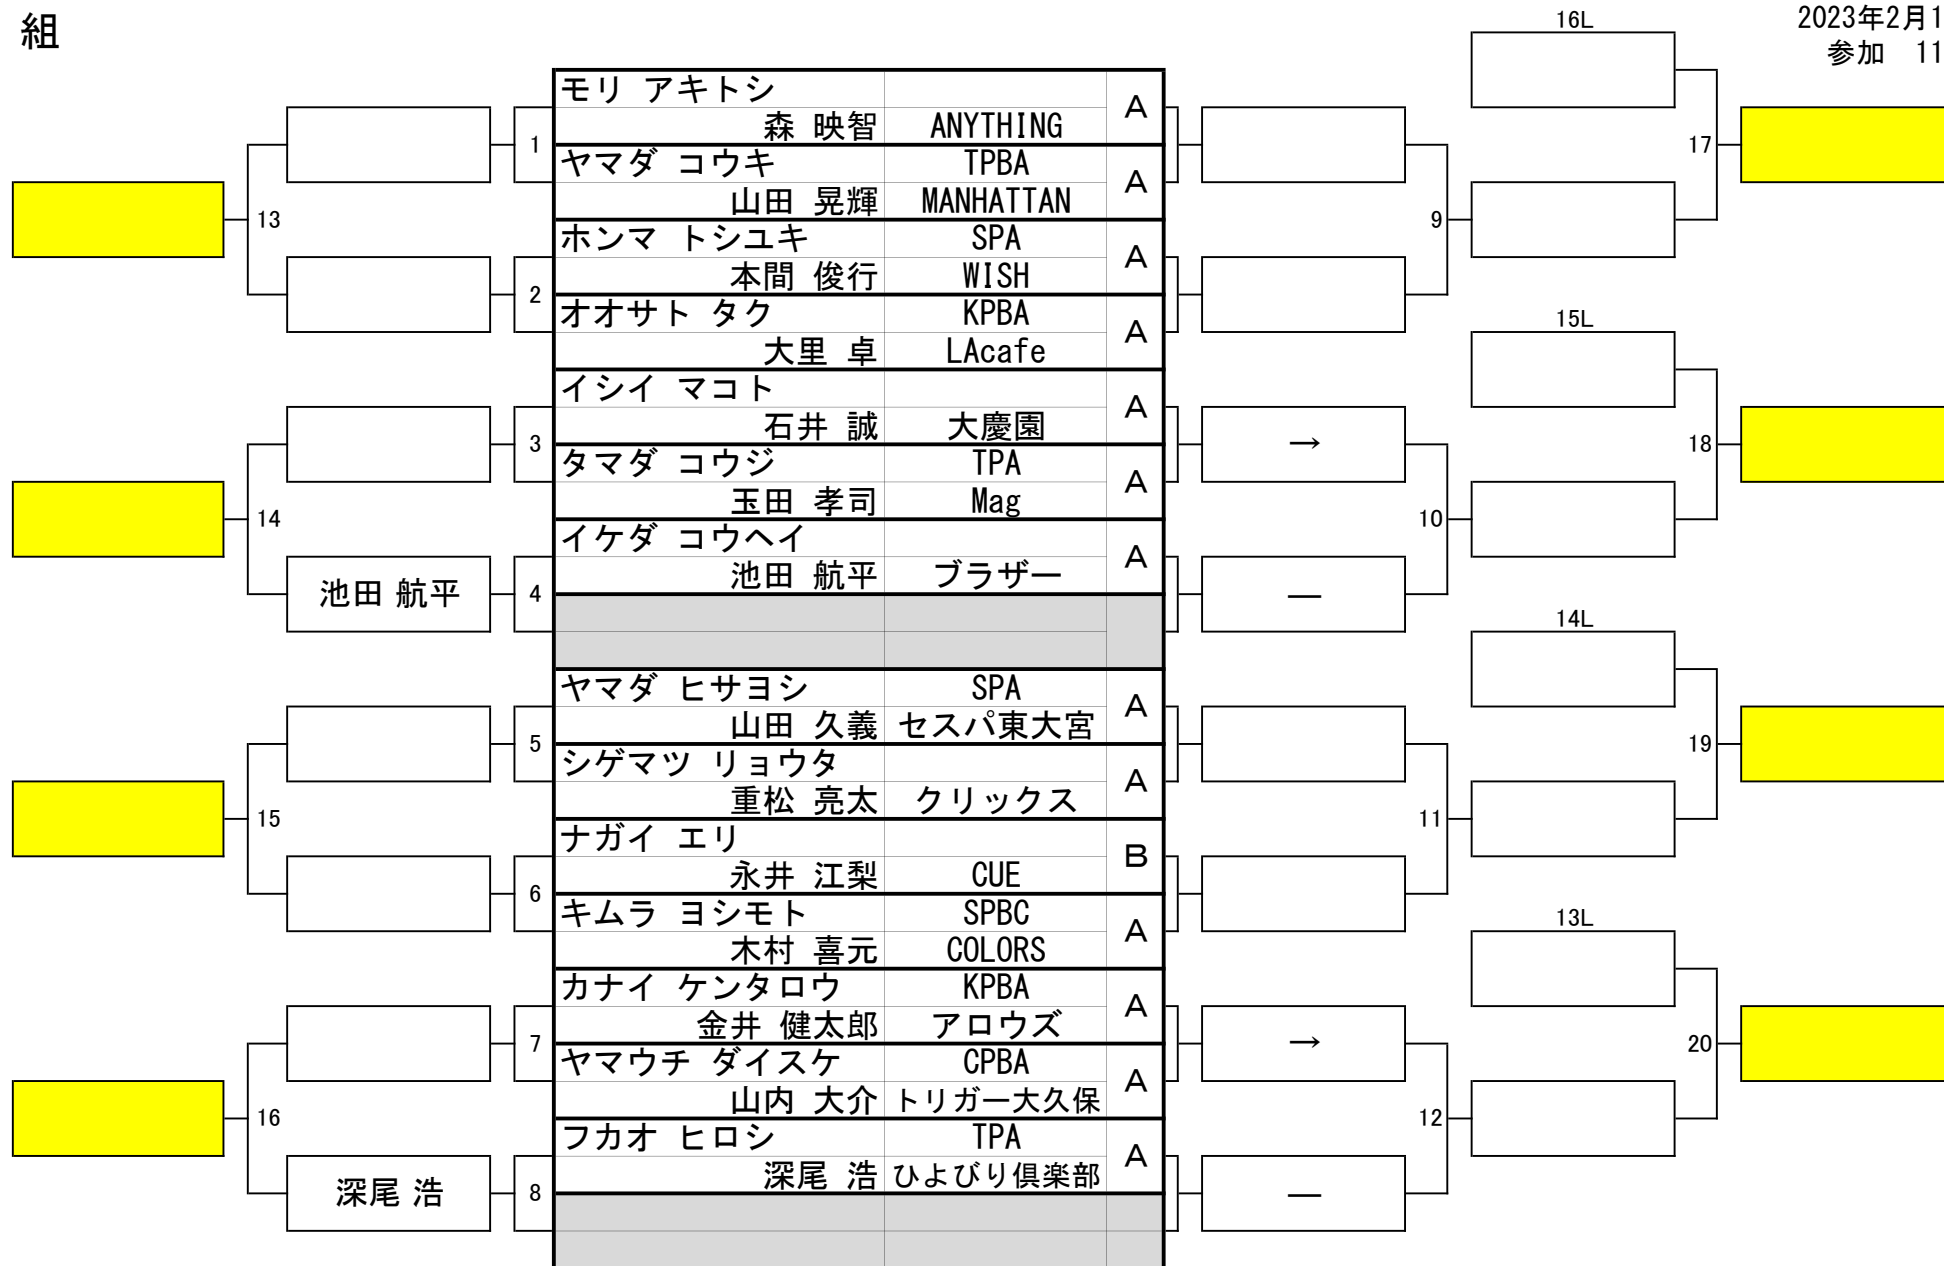 組
16L
2023年2月1
参加 11
モリ アキトシ
A
森 映智 ANYTHING
1
17
ヤマダ コウキ TPBA
A
山田 晃輝 MANHATTAN
13
9
ホンマ トシユキ SPA
A
本間 俊行 WISH
2
オオサト タク KPBA
15L
A
大里 卓 LAcafe
イシイ マコト
A
石井 誠 大慶園
3
→
18
タマダ コウジ TPA
A
玉田 孝司 Mag
14
10
イケダ コウヘイ
A
池田 航平 ブラザー
池田 航平
4
―
14L
ヤマダ ヒサヨシ SPA
A
山田 久義 セスパ東大宮
5
19
シゲマツ リョウタ
A
重松 亮太 クリックス
15
11
ナガイ エリ
B
永井 江梨 CUE
6
キムラ ヨシモト SPBC
13L
A
木村 喜元 COLORS
カナイ ケンタロウ KPBA
A
金井 健太郎 アロウズ
7
→
20
ヤマウチ ダイスケ CPBA
A
山内 大介 トリガー大久保
16
12
フカオ ヒロシ TPA
A
深尾 浩 ひよびり倶楽部
深尾 浩
8
―